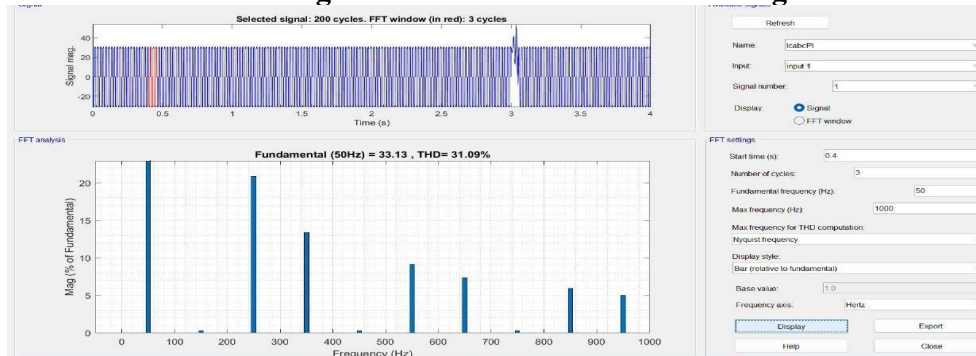 Signal
Selected signal: 200 cycles. FFT window (in red): 3 cycles
Signal mag.
40
20
0
-20
0 0.5 1 1.5 2 2.5 3 3.5 4
Time (s)
FFT analysis
Fundamental (50Hz) = 33.13 , THD= 31.09%
Mag (% of Fundamental)
20
15
10
5
0
0 100 200 300 400 500 600 700 800 900 1000
Frequency (Hz)
Available signals
Refresh
Name: IcabcPI
Input: input 1
Signal number: 1
Display: Signal
FFT window
FFT settings
Start time (s): 0.4
Number of cycles: 3
Fundamental frequency (Hz): 50
Max frequency (Hz): 1000
Max frequency for THD computation:
Nyquist frequency
Display style:
Bar (relative to fundamental)
Base value: 1.0
Frequency axis: Hertz
Display Export
Help Close